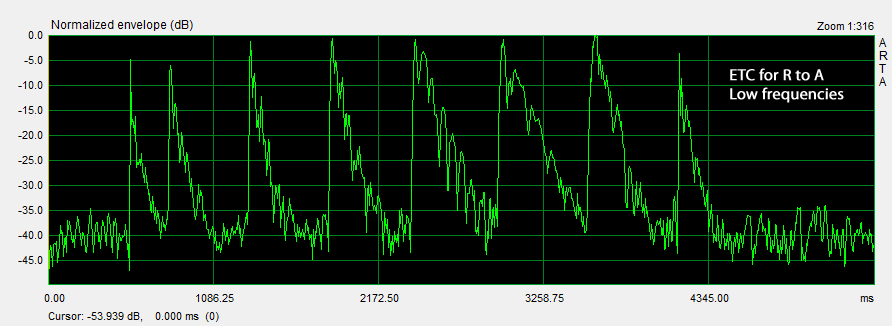 Normalized envelope (dB)
Zoom 1:316
0.0
-5.0
-10.0
-15.0
-20.0
-25.0
-30.0
-35.0
-40.0
-45.0
ETC for R to A
Low frequencies
A
R
T
A
0.00
1086.25
2172.50
3258.75
4345.00
ms
Cursor: -53.939 dB, 0.000 ms (0)